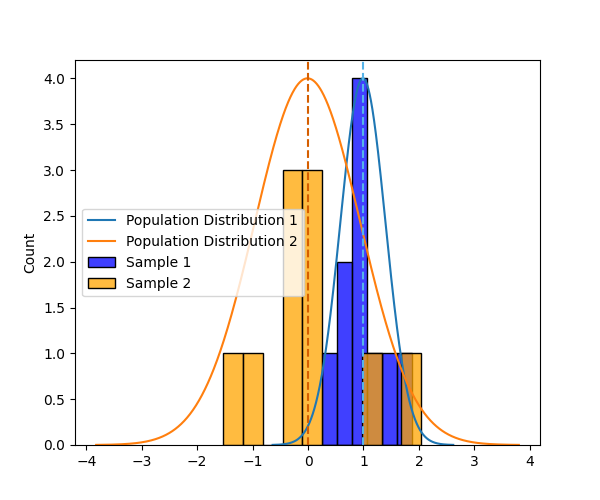 4.0
3.5
3.0
2.5
2.0
1.5
1.0
0.5
0.0
Count
Population Distribution 1
Population Distribution 2
Sample 1
Sample 2
−4 −3 −2 −1 0 1 2 3 4